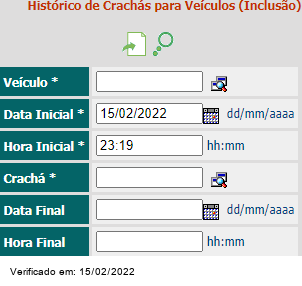 Histórico de Crachás para Veículos (Inclusão)
Veículo *
Data Inicial * 15/02/2022 dd/mm/aaaa
Hora Inicial * 23:19 hh:mm
Crachá *
Data Final dd/mm/aaaa
Hora Final hh:mm
Verificado em: 15/02/2022